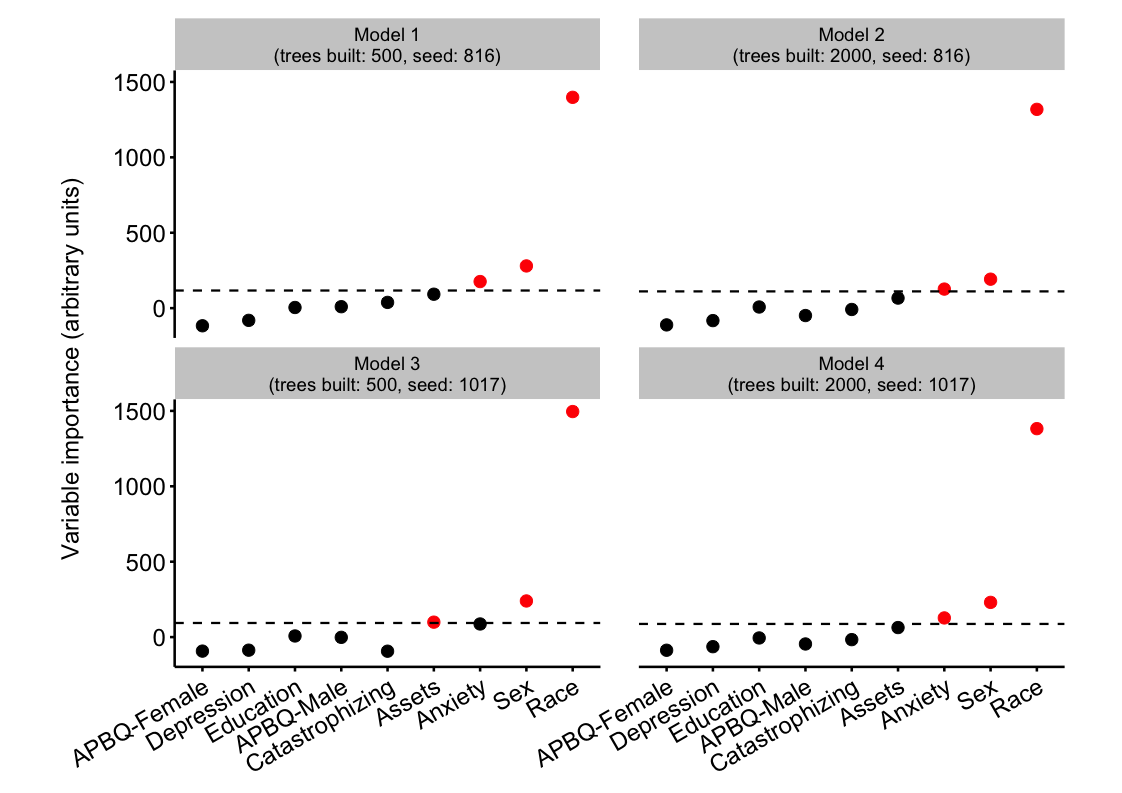 Model 1
(trees built: 500, seed: 816)
Model 2
(trees built: 2000, seed: 816)
1500
1000
500
0
Variable importance (arbitrary units)
Model 3
(trees built: 500, seed: 1017)
Model 4
(trees built: 2000, seed: 1017)
1500
1000
500
0
APBQ-Female
Depression
Education
APBQ-Male
Catastrophizing
Assets
Anxiety
Sex
Race
APBQ-Female
Depression
Education
APBQ-Male
Catastrophizing
Assets
Anxiety
Sex
Race